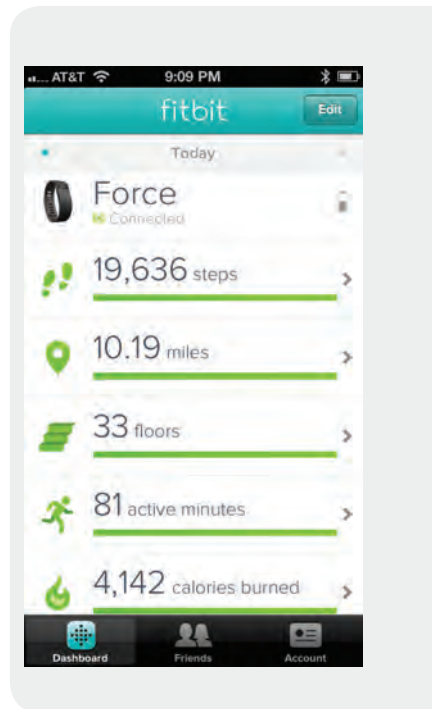 AT&T 9:09 PM
fitbit Edit
Today
Force
Connected
19,636 steps
10.19 miles
33 floors
81 active minutes
4,142 calories burned
Dashboard Friends Account